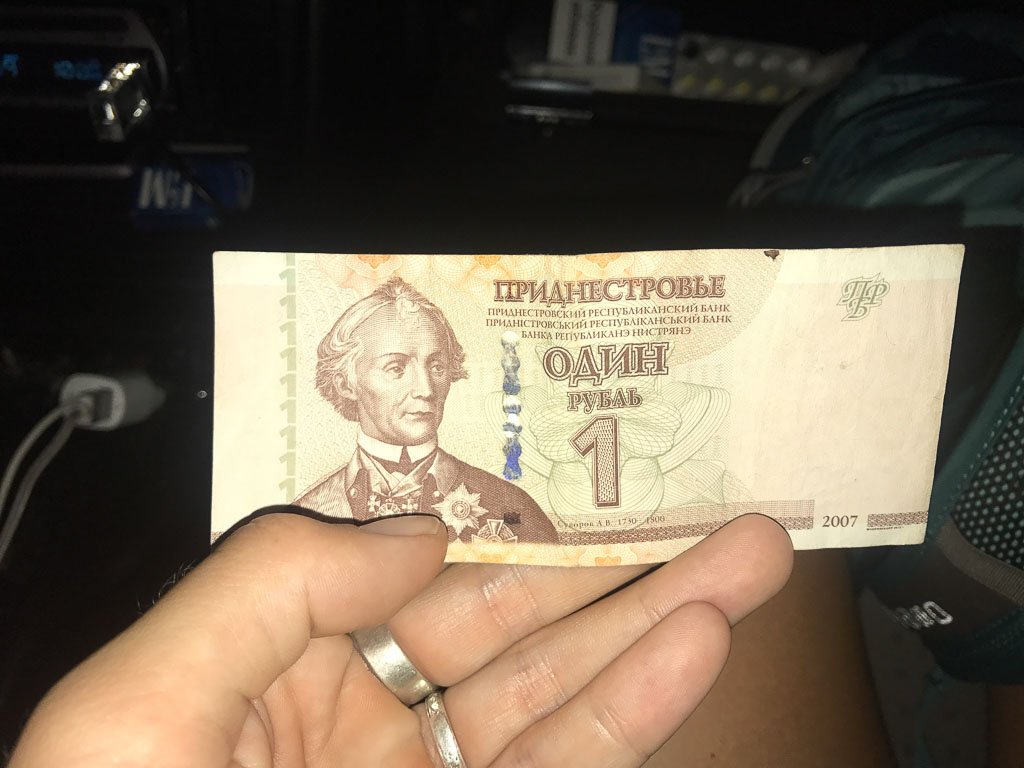 ПРИДНЕСТРОВЬЕ
ПРИДНЕСТРОВСКИЙ РЕСПУБЛИКАНСКИЙ БАНК
ПРИДНІСТРОВСЬКИЙ РЕСПУБЛІКАНСЬКИЙ БАНК
БАНКА РЕПУБЛИКАНЭ НИСТРЯНЭ
ОДИН
РУБЛЬ
1
Суворов А.В. 1730-1800
2007